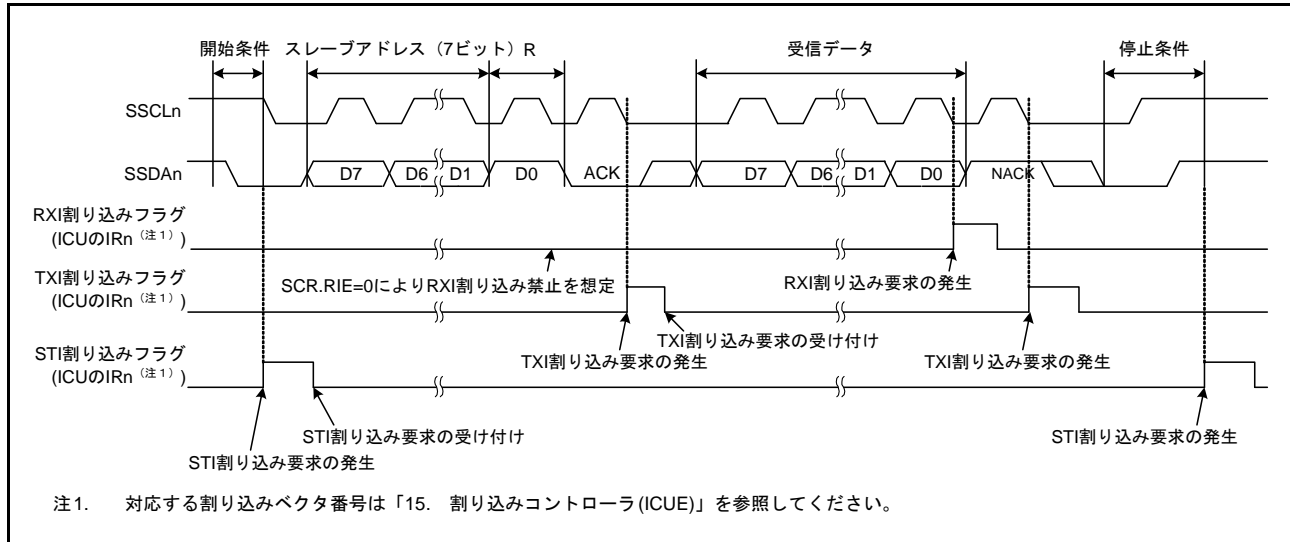 開始条件 スレーブアドレス（7ビット）R 受信データ 停止条件
SSCLn
SSDAn D7 D6 D1 D0 ACK D7 D6 D1 D0 NACK
RXI割り込みフラグ
(ICUのIRn（注1）)
SCR.RIE=0によりRXI割り込み禁止を想定 RXI割り込み要求の発生
TXI割り込みフラグ
(ICUのIRn（注1）)
TXI割り込み要求の受け付け
TXI割り込み要求の発生 TXI割り込み要求の発生
STI割り込みフラグ
(ICUのIRn（注1）)
STI割り込み要求の受け付け STI割り込み要求の発生
STI割り込み要求の発生
注1. 対応する割り込みベクタ番号は「15. 割り込みコントローラ(ICUE)」を参照してください。